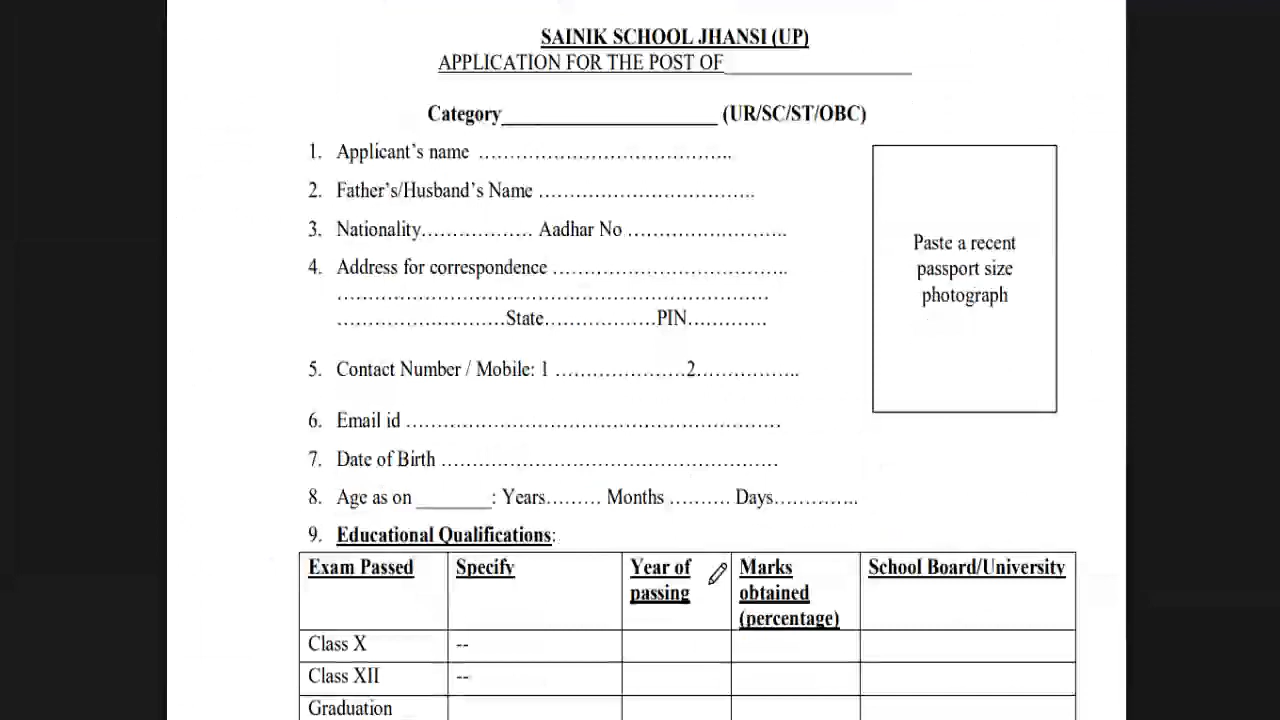 SAINIK SCHOOL JHANSI (UP)
APPLICATION FOR THE POST OF_________________
Category____________________ (UR/SC/ST/OBC)
1. Applicant’s name …………………………………..
2. Father’s/Husband’s Name ……………………………..
3. Nationality……………… Aadhar No ……………………..
4. Address for correspondence …………………………………..
………………………………………………………………
……………………….State………………PIN………….
5. Contact Number / Mobile: 1 ………………….2……………..
6. Email id ………………………………………………………
7. Date of Birth ………………………………………………
8. Age as on _______: Years……… Months ……… Days…………..
9. Educational Qualifications:
Paste a recent
passport size
photograph
Exam Passed Specify Year of passing Marks obtained (percentage) School Board/University
Class X --
Class XII --
Graduation